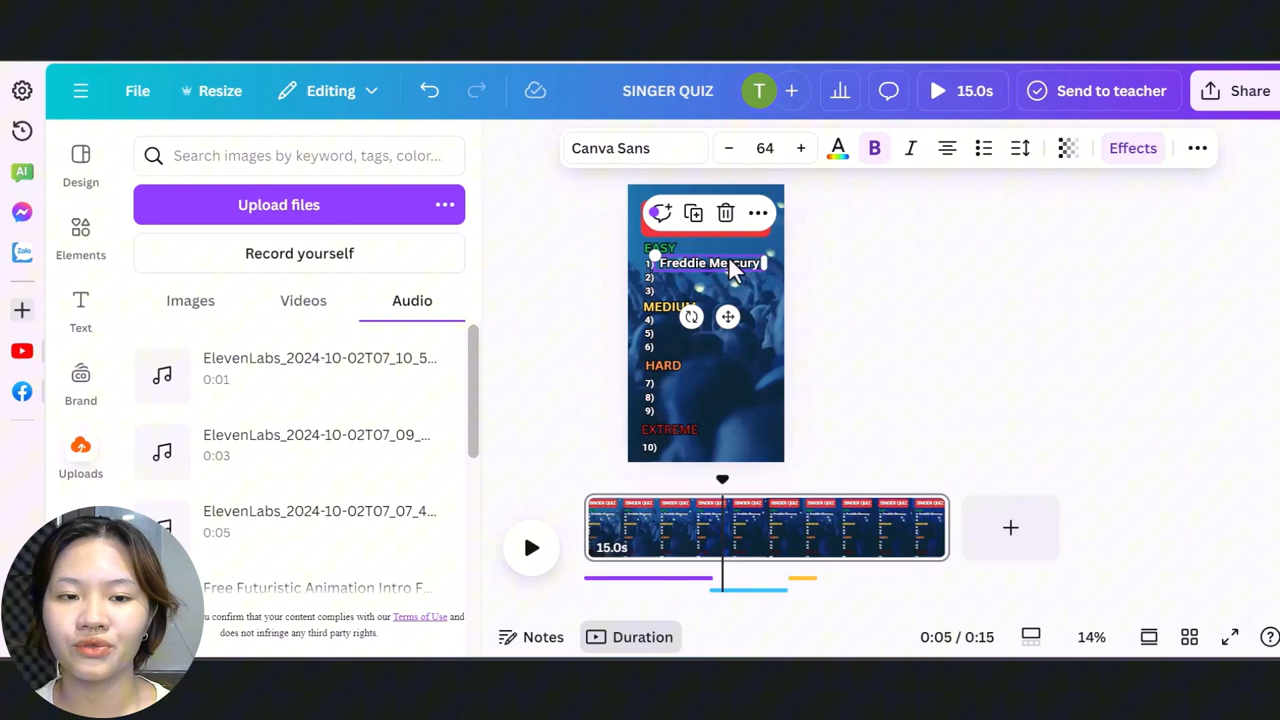 File
Resize
Editing
SINGER QUIZ
T
15.0s
Send to teacher
Share
AI
Zalo
Design
Elements
Text
Brand
Uploads
Search images by keyword, tags, color...
Upload files
Record yourself
Images
Videos
Audio
ElevenLabs_2024-10-02T07_10_5...
0:01
ElevenLabs_2024-10-02T07_09_...
0:03
ElevenLabs_2024-10-02T07_07_4...
0:05
Free Futuristic Animation Intro F...
u confirm that your content complies with our Terms of Use and
does not infringe any third party rights.
Canva Sans
64
A
B
I
Effects
EASY
1) Freddie Mercury
2)
3)
MEDIUM
4)
5)
6)
HARD
7)
8)
9)
EXTREME
10)
15.0s
Notes
Duration
0:05 / 0:15
14%